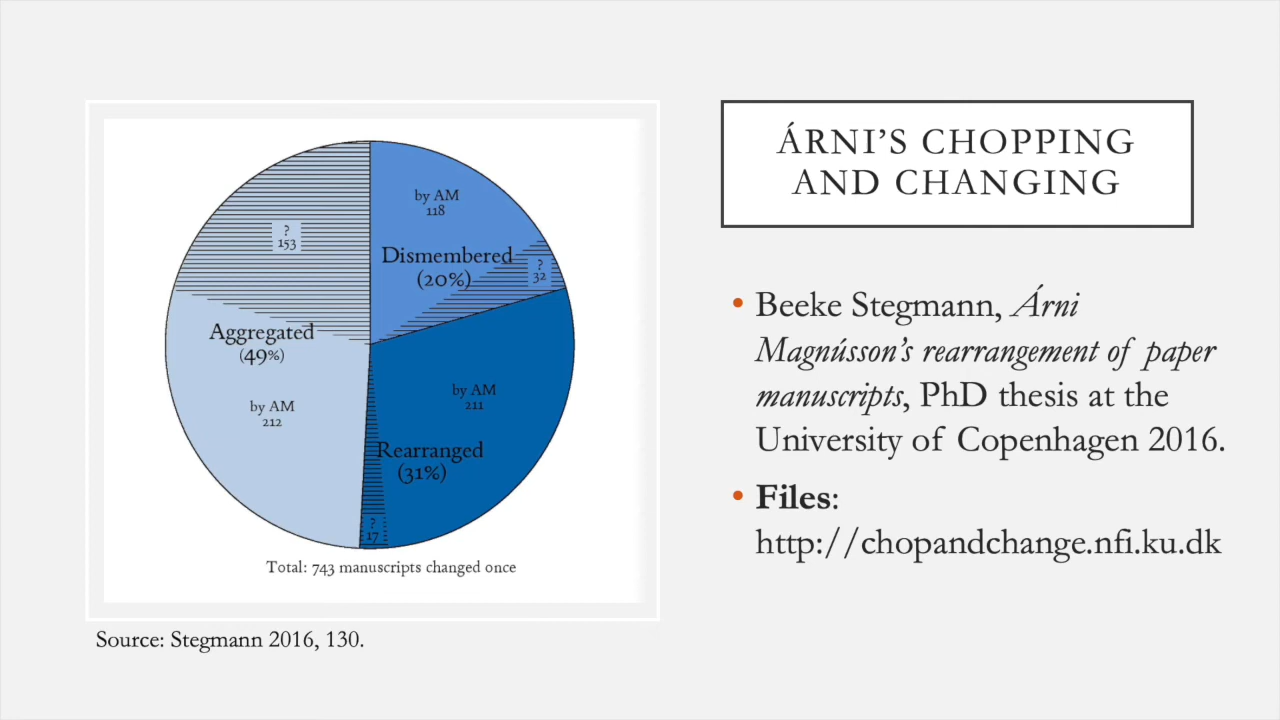 by AM
118
?
153
Dismembered
(20%)
?
32
Aggregated
(49%)
by AM
212
by AM
211
Rearranged
(31%)
?
17
Total: 743 manuscripts changed once
Source: Stegmann 2016, 130.
ÁRNI’S CHOPPING
AND CHANGING
• Beeke Stegmann, Árni
Magnússon’s rearrangement of paper
manuscripts, PhD thesis at the
University of Copenhagen 2016.
• Files:
http://chopandchange.nfi.ku.dk